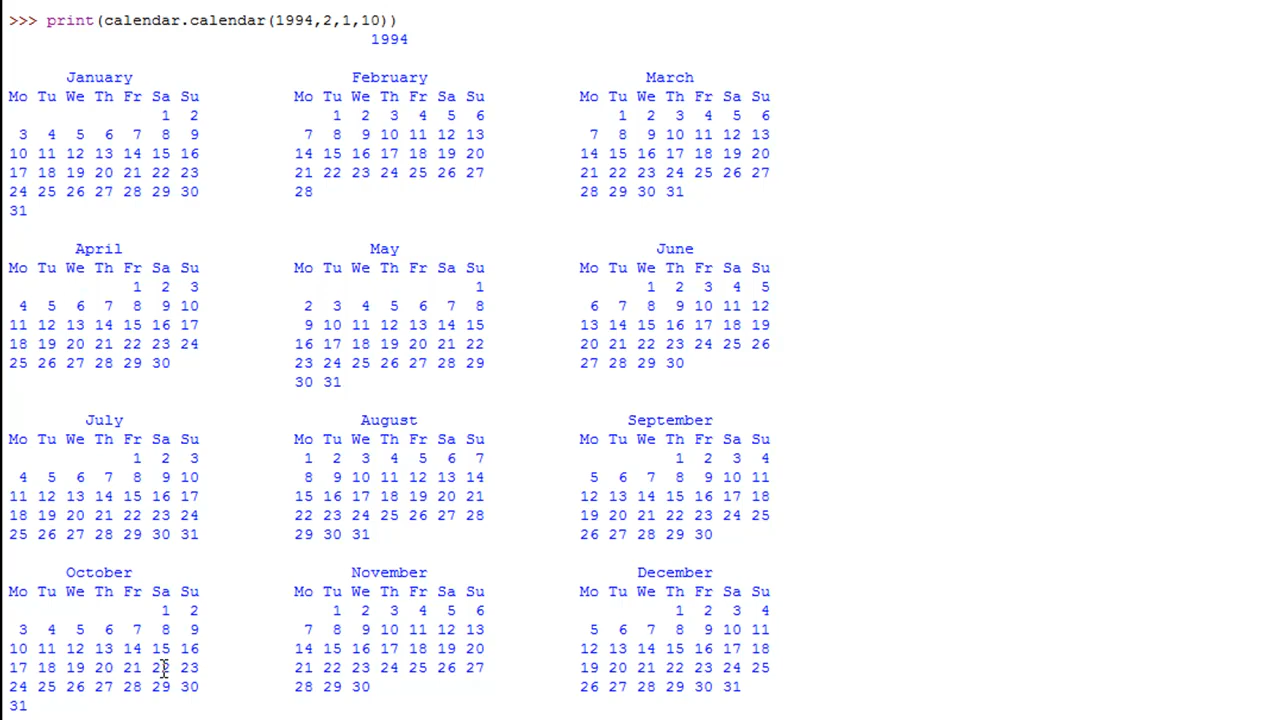 >>> print(calendar.calendar(1994,2,1,10))
                                      1994

      January                       February                       March
Mo Tu We Th Fr Sa Su          Mo Tu We Th Fr Sa Su          Mo Tu We Th Fr Sa Su
                1  2              1  2  3  4  5  6              1  2  3  4  5  6
 3  4  5  6  7  8  9           7  8  9 10 11 12 13           7  8  9 10 11 12 13
10 11 12 13 14 15 16          14 15 16 17 18 19 20          14 15 16 17 18 19 20
17 18 19 20 21 22 23          21 22 23 24 25 26 27          21 22 23 24 25 26 27
24 25 26 27 28 29 30          28                            28 29 30 31
31

       April                          May                           June
Mo Tu We Th Fr Sa Su          Mo Tu We Th Fr Sa Su          Mo Tu We Th Fr Sa Su
             1  2  3                             1                 1  2  3  4  5
 4  5  6  7  8  9 10           2  3  4  5  6  7  8           6  7  8  9 10 11 12
11 12 13 14 15 16 17           9 10 11 12 13 14 15          13 14 15 16 17 18 19
18 19 20 21 22 23 24          16 17 18 19 20 21 22          20 21 22 23 24 25 26
25 26 27 28 29 30             23 24 25 26 27 28 29          27 28 29 30
                              30 31

        July                         August                      September
Mo Tu We Th Fr Sa Su          Mo Tu We Th Fr Sa Su          Mo Tu We Th Fr Sa Su
             1  2  3           1  2  3  4  5  6  7                    1  2  3  4
 4  5  6  7  8  9 10           8  9 10 11 12 13 14           5  6  7  8  9 10 11
11 12 13 14 15 16 17          15 16 17 18 19 20 21          12 13 14 15 16 17 18
18 19 20 21 22 23 24          22 23 24 25 26 27 28          19 20 21 22 23 24 25
25 26 27 28 29 30 31          29 30 31                      26 27 28 29 30

      October                       November                      December
Mo Tu We Th Fr Sa Su          Mo Tu We Th Fr Sa Su          Mo Tu We Th Fr Sa Su
                1  2              1  2  3  4  5  6                    1  2  3  4
 3  4  5  6  7  8  9           7  8  9 10 11 12 13           5  6  7  8  9 10 11
10 11 12 13 14 15 16          14 15 16 17 18 19 20          12 13 14 15 16 17 18
17 18 19 20 21 22 23          21 22 23 24 25 26 27          19 20 21 22 23 24 25
24 25 26 27 28 29 30          28 29 30                      26 27 28 29 30 31
31